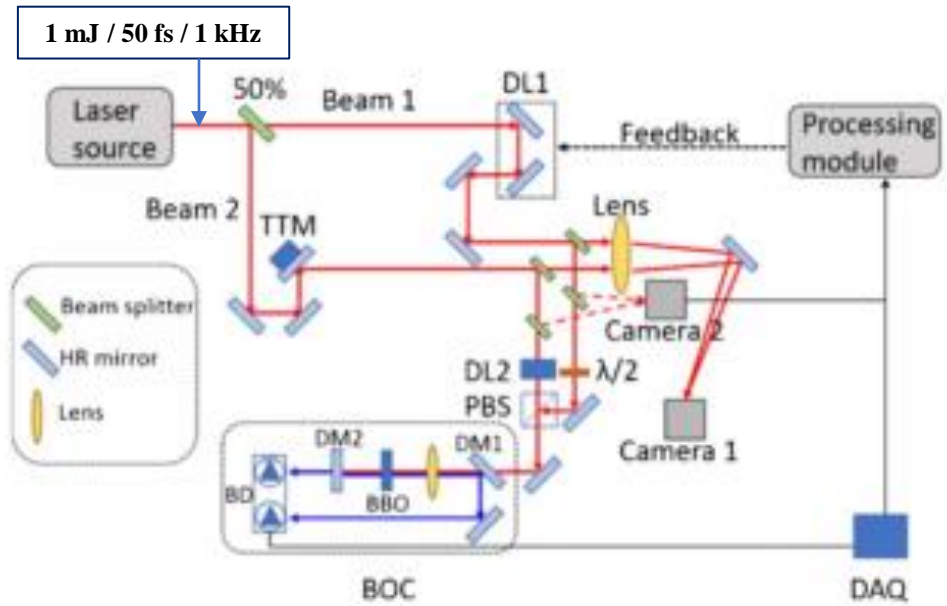 1 mJ / 50 fs / 1 kHz
50%
Beam 1
DL1
Laser
source
Feedback
Processing
module
Beam 2
TTM
Lens
Beam splitter
HR mirror
Lens
Camera 2
DL2
λ/2
PBS
Camera 1
DM2
DM1
BD
BBO
BOC
DAQ